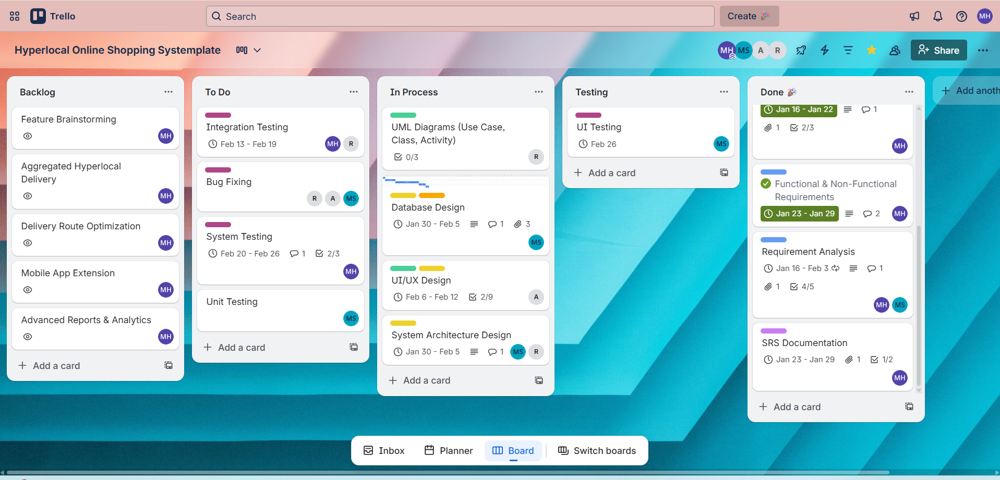 Trello
Search
Create
MH
Hyperlocal Online Shopping Systemplate
MH
MS
A
R
Share
Backlog
Feature Brainstorming
MH
Aggregated Hyperlocal
Delivery
MH
Delivery Route Optimization
MH
Mobile App Extension
MH
Advanced Reports & Analytics
MH
Add a card
To Do
Integration Testing
Feb 13 - Feb 19
MH
R
Bug Fixing
R
A
MS
System Testing
Feb 20 - Feb 26
1
2/3
MH
Unit Testing
MS
Add a card
In Process
UML Diagrams (Use Case,
Class, Activity)
0/3
R
Database Design
Jan 30 - Feb 5
1
3
MS
UI/UX Design
Feb 6 - Feb 12
2/9
A
System Architecture Design
Jan 30 - Feb 5
1
MS
R
Add a card
Testing
UI Testing
Feb 26
MS
Add a card
Done
Jan 16 - Jan 22
1
1
2/3
MH
Functional & Non-Functional
Requirements
Jan 23 - Jan 29
2
MH
Requirement Analysis
Jan 16 - Feb 3
1
1
4/5
MH
MS
SRS Documentation
Jan 23 - Jan 29
1
1/2
MH
Add a card
Add anoth
Inbox
Planner
Board
Switch boards